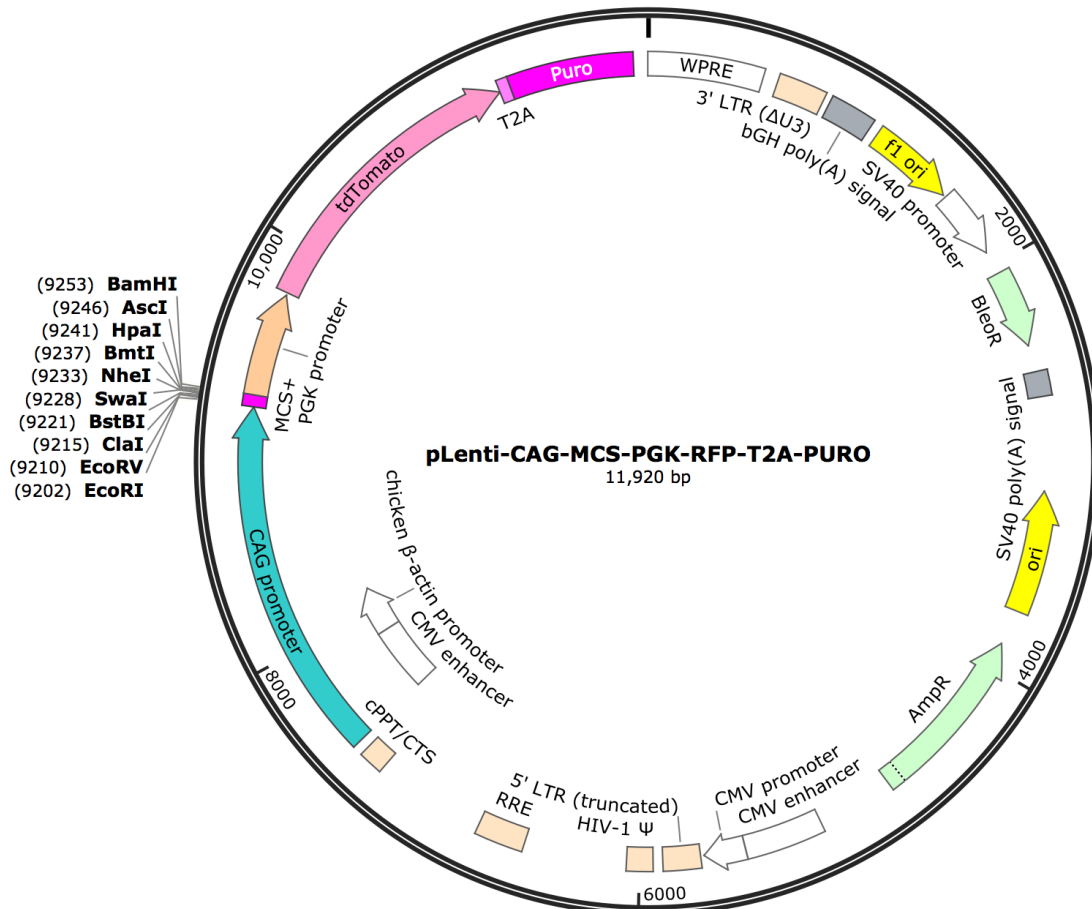 Puro
WPRE
T2A
3' LTR (ΔU3)
bGH poly(A) signal
f1 ori
SV40 promoter
2000
BleoR
SV40 poly(A) signal
ori
4000
AmpR
CMV promoter
CMV enhancer
5' LTR (truncated)
HIV-1 Ψ
6000
RRE
cPPT/CTS
8000
CAG promoter
chicken β-actin promoter
CMV enhancer
MCS+
PGK promoter
10,000
tdTomato
(9253) BamHI
(9246) AscI
(9241) HpaI
(9237) BmtI
(9233) NheI
(9228) SwaI
(9221) BstBI
(9215) ClaI
(9210) EcoRV
(9202) EcoRI
pLenti-CAG-MCS-PGK-RFP-T2A-PURO
11,920 bp